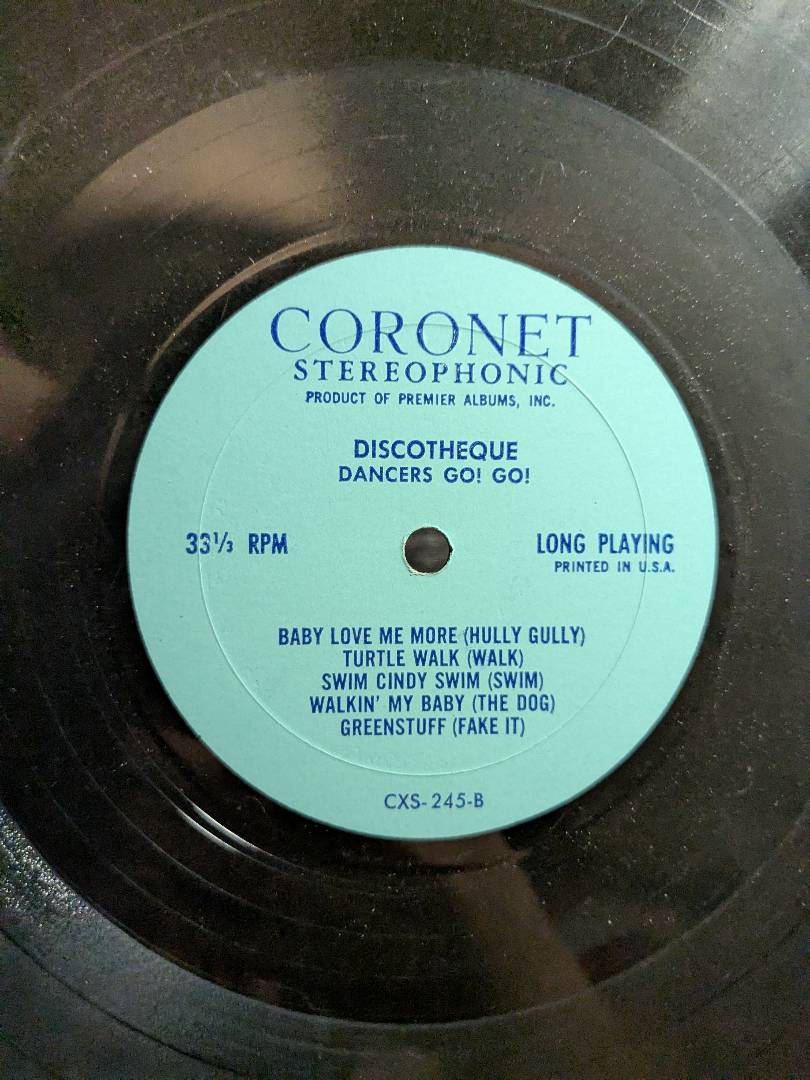 CORONET
STEREOPHONIC
PRODUCT OF PREMIER ALBUMS, INC.
DISCOTHEQUE
DANCERS GO! GO!
33⅓ RPM
LONG PLAYING
PRINTED IN U.S.A.
BABY LOVE ME MORE (HULLY GULLY)
TURTLE WALK (WALK)
SWIM CINDY SWIM (SWIM)
WALKIN' MY BABY (THE DOG)
GREENSTUFF (FAKE IT)
CXS-245-B